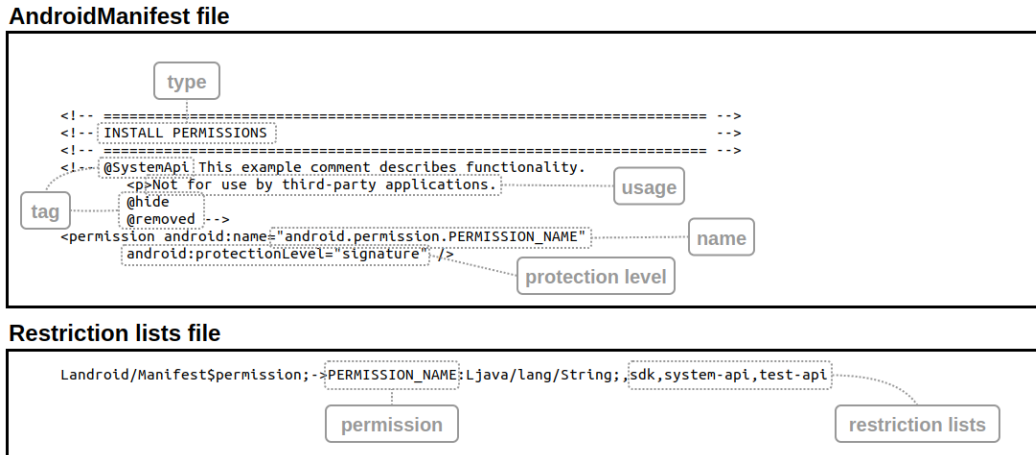 AndroidManifest file
type
<!-- ====================================================================== -->
<!-- INSTALL PERMISSIONS -->
<!-- ====================================================================== -->
<!-- @SystemApi This example comment describes functionality.
<p>Not for use by third-party applications.
usage
@hide
tag
@removed -->
<permission android:name="android.permission.PERMISSION_NAME"
name
android:protectionLevel="signature" />
protection level
Restriction lists file
Landroid/Manifest$permission;->PERMISSION_NAME:Ljava/lang/String;,sdk,system-api,test-api
permission
restriction lists